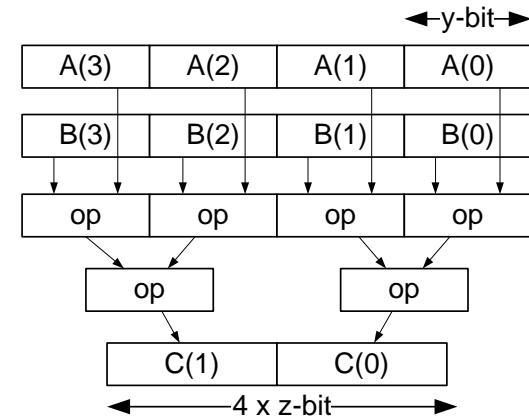 y-bit
A(3) A(2) A(1) A(0)
B(3) B(2) B(1) B(0)
op op op op
op op
C(1) C(0)
4 x z-bit